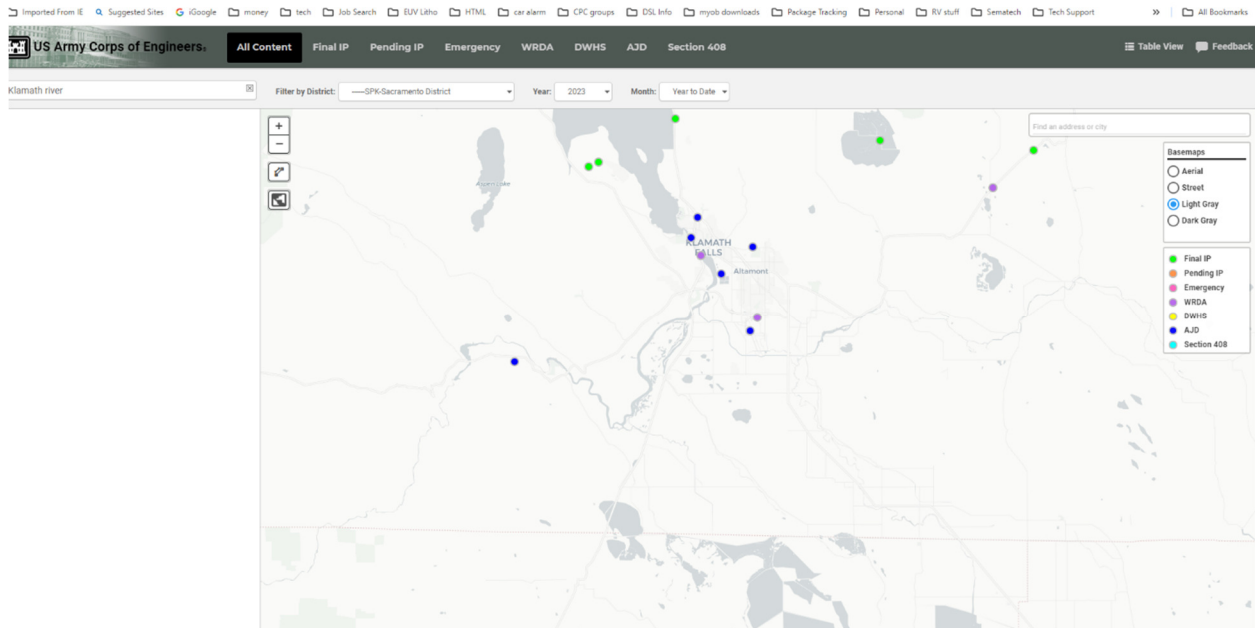 Imported From IE Suggested Sites iGoogle money tech Job Search EUV Litho HTML car alarm CPC groups DSL Info myob downloads Package Tracking Personal RV stuff Sematech Tech Support » All Bookmarks
US Army Corps of Engineers® All Content Final IP Pending IP Emergency WRDA DWHS AJD Section 408 Table View Feedback
Klamath river Filter by District: -----SPK-Sacramento District Year: 2023 Month: Year to Date
+
−
Find an address or city
Basemaps
Aerial
Street
Light Gray
Dark Gray
Aspen Lake
KLAMATH
FALLS
Altamont
Final IP
Pending IP
Emergency
WRDA
DWHS
AJD
Section 408